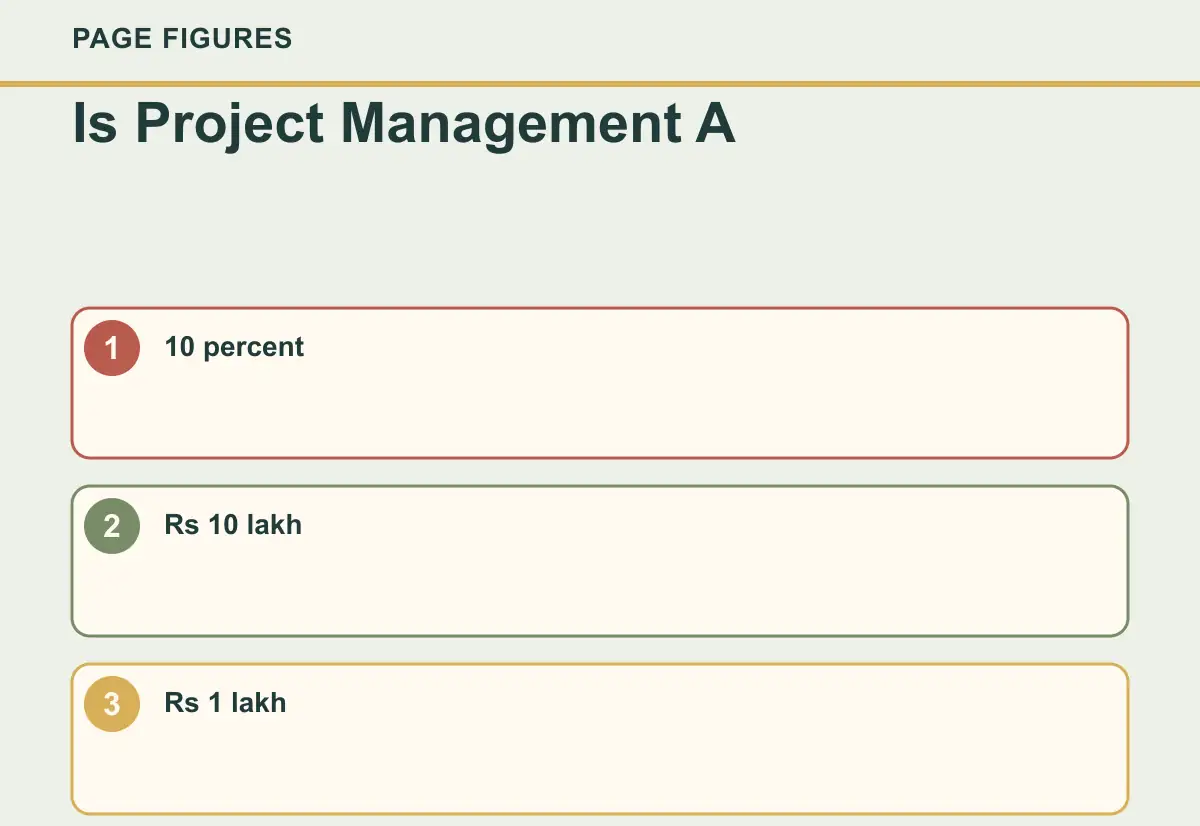 PAGE FIGURES
Is Project Management A
1 10 percent
2 Rs 10 lakh
3 Rs 1 lakh